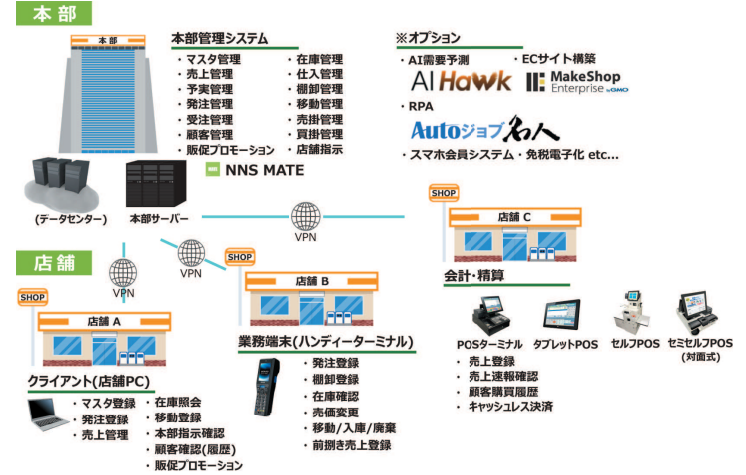 本部
本部
本部管理システム
・マスタ管理
・売上管理
・予実管理
・発注管理
・受注管理
・顧客管理
・販促プロモーション
・在庫管理
・仕入管理
・棚卸管理
・移動管理
・売掛管理
・買掛管理
・店舗指示
NNS MATE
※オプション
・AI需要予測
AI Hawk
・ECサイト構築
MakeShop
Enterprise byGMO
・RPA
Autoジョブ名人
・スマホ会員システム・免税電子化 etc...
(データセンター)
本部サーバー
VPN
VPN
VPN
店舗
SHOP
店舗 A
クライアント(店舗PC)
・マスタ登録
・発注登録
・売上管理
・在庫照会
・移動登録
・本部指示確認
・顧客確認(履歴)
・販促プロモーション
SHOP
店舗 B
業務端末(ハンディーターミナル)
・発注登録
・棚卸登録
・在庫確認
・売価変更
・移動/入庫/廃棄
・前捌き売上登録
SHOP
店舗 C
会計・精算
POSターミナル
タブレットPOS
セルフPOS
セミセルフPOS
(対面式)
・売上登録
・売上速報確認
・顧客購買履歴
・キャッシュレス決済